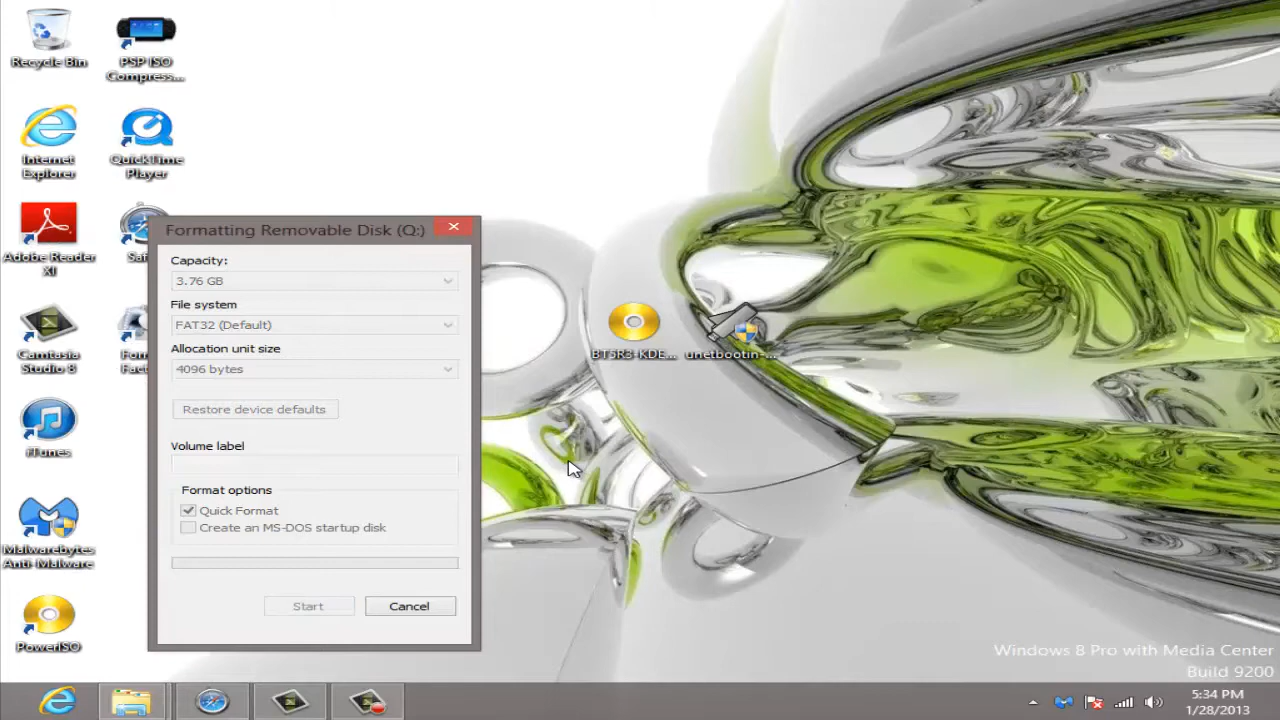 Recycle Bin
PSP ISO
Compress...
Internet
Explorer
QuickTime
Player
Adobe Reader
XI
Saf
Camtasia
Studio 8
For
Fact
iTunes
Malwarebytes
Anti-Malware
PowerISO
Formatting Removable Disk (Q:)
Capacity:
3.76 GB
File system
FAT32 (Default)
Allocation unit size
4096 bytes
Restore device defaults
Volume label
Format options
Quick Format
Create an MS-DOS startup disk
Start
Cancel
BT5R3-KDE...
unetbootin-...
Windows 8 Pro with Media Center
Build 9200
5:34 PM
1/28/2013